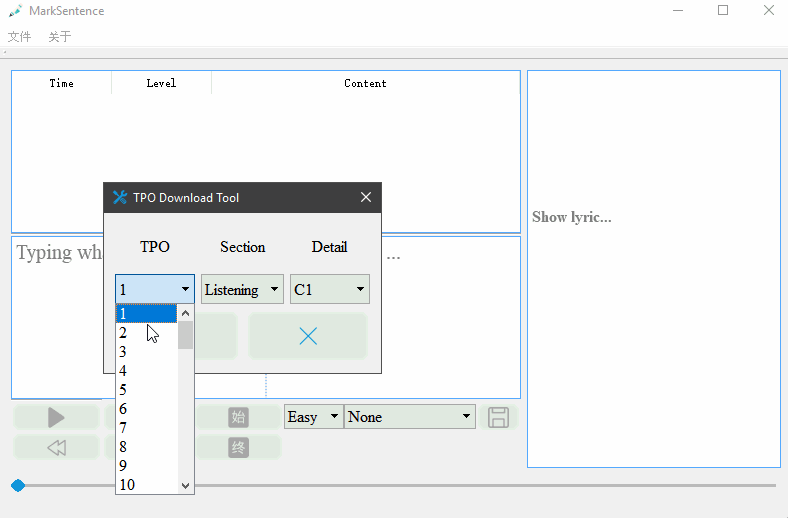 MarkSentence
文件 关于
Time Level Content
TPO Download Tool
TPO Section Detail
Show lyric...
Typing wh ...
1 Listening C1
1
2
3
4
5
6
7
8
9
10
始 Easy None
终